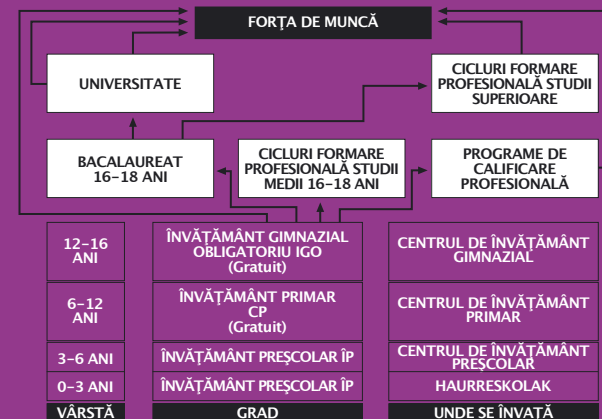 FORȚA DE MUNCĂ
UNIVERSITATE
CICLURI FORMARE
PROFESIONALĂ STUDII
SUPERIOARE
BACALAUREAT
16–18 ANI
CICLURI FORMARE
PROFESIONALĂ STUDII
MEDII 16–18 ANI
PROGRAME DE
CALIFICARE
PROFESIONALĂ
12–16
ANI
ÎNVĂȚĂMÂNT GIMNAZIAL
OBLIGATORIU IGO
(Gratuit)
CENTRUL DE ÎNVĂȚĂMÂNT
GIMNAZIAL
6–12
ANI
ÎNVĂȚĂMÂNT PRIMAR
CP
(Gratuit)
CENTRUL DE ÎNVĂȚĂMÂNT
PRIMAR
3–6 ANI
ÎNVĂȚĂMÂNT PREȘCOLAR ÎP
CENTRUL DE ÎNVĂȚĂMÂNT
PREȘCOLAR
0–3 ANI
ÎNVĂȚĂMÂNT PREȘCOLAR ÎP
HAURRESKOLAK
VÂRSTĂ
GRAD
UNDE SE ÎNVATĂ